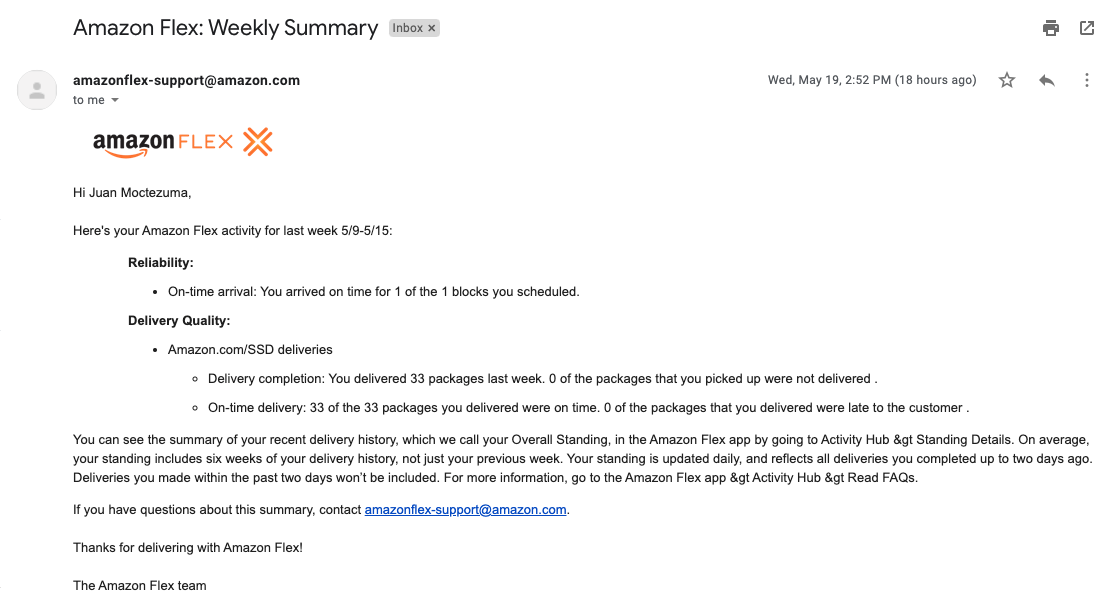 Amazon Flex: Weekly Summary Inbox ×
amazonflex-support@amazon.com
Wed, May 19, 2:52 PM (18 hours ago)
to me
amazon FLEX
Hi Juan Moctezuma,
Here's your Amazon Flex activity for last week 5/9-5/15:
Reliability:
• On-time arrival: You arrived on time for 1 of the 1 blocks you scheduled.
Delivery Quality:
• Amazon.com/SSD deliveries
◦ Delivery completion: You delivered 33 packages last week. 0 of the packages that you picked up were not delivered .
◦ On-time delivery: 33 of the 33 packages you delivered were on time. 0 of the packages that you delivered were late to the customer .
You can see the summary of your recent delivery history, which we call your Overall Standing, in the Amazon Flex app by going to Activity Hub &gt Standing Details. On average,
your standing includes six weeks of your delivery history, not just your previous week. Your standing is updated daily, and reflects all deliveries you completed up to two days ago.
Deliveries you made within the past two days won’t be included. For more information, go to the Amazon Flex app &gt Activity Hub &gt Read FAQs.
If you have questions about this summary, contact amazonflex-support@amazon.com.
Thanks for delivering with Amazon Flex!
The Amazon Flex team